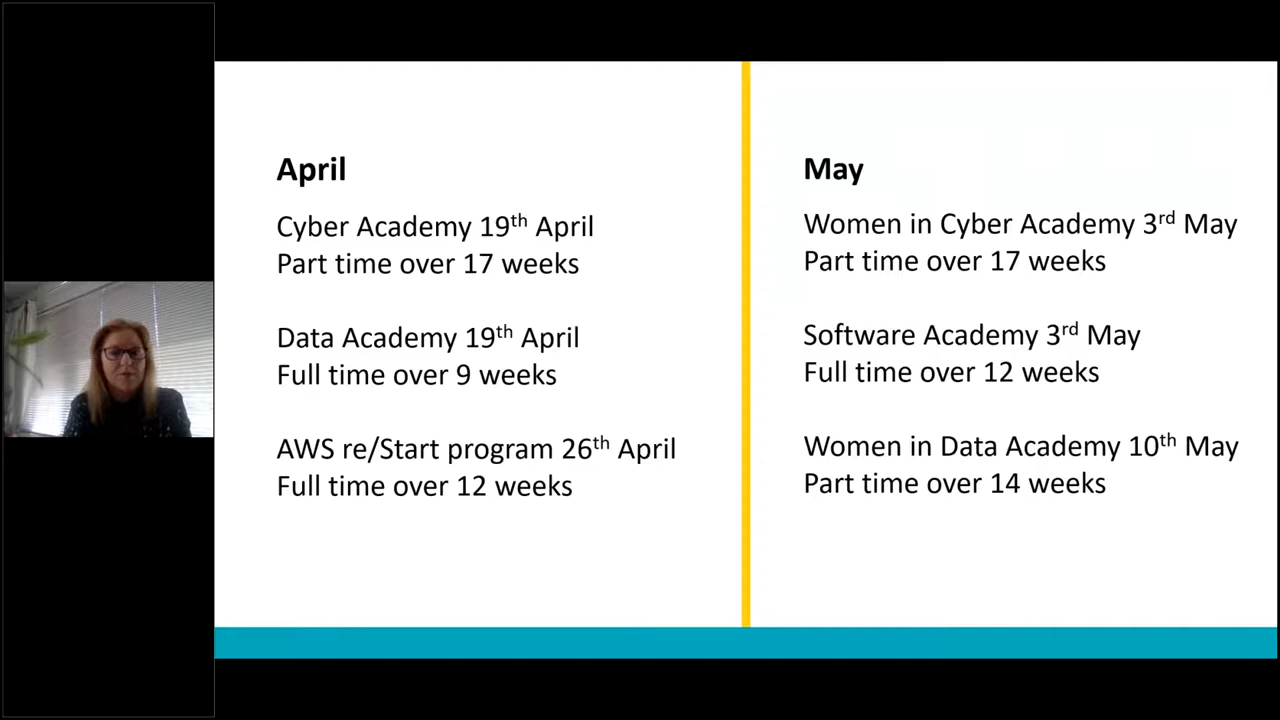 April
Cyber Academy 19th April
Part time over 17 weeks
Data Academy 19th April
Full time over 9 weeks
AWS re/Start program 26th April
Full time over 12 weeks
May
Women in Cyber Academy 3rd May
Part time over 17 weeks
Software Academy 3rd May
Full time over 12 weeks
Women in Data Academy 10th May
Part time over 14 weeks